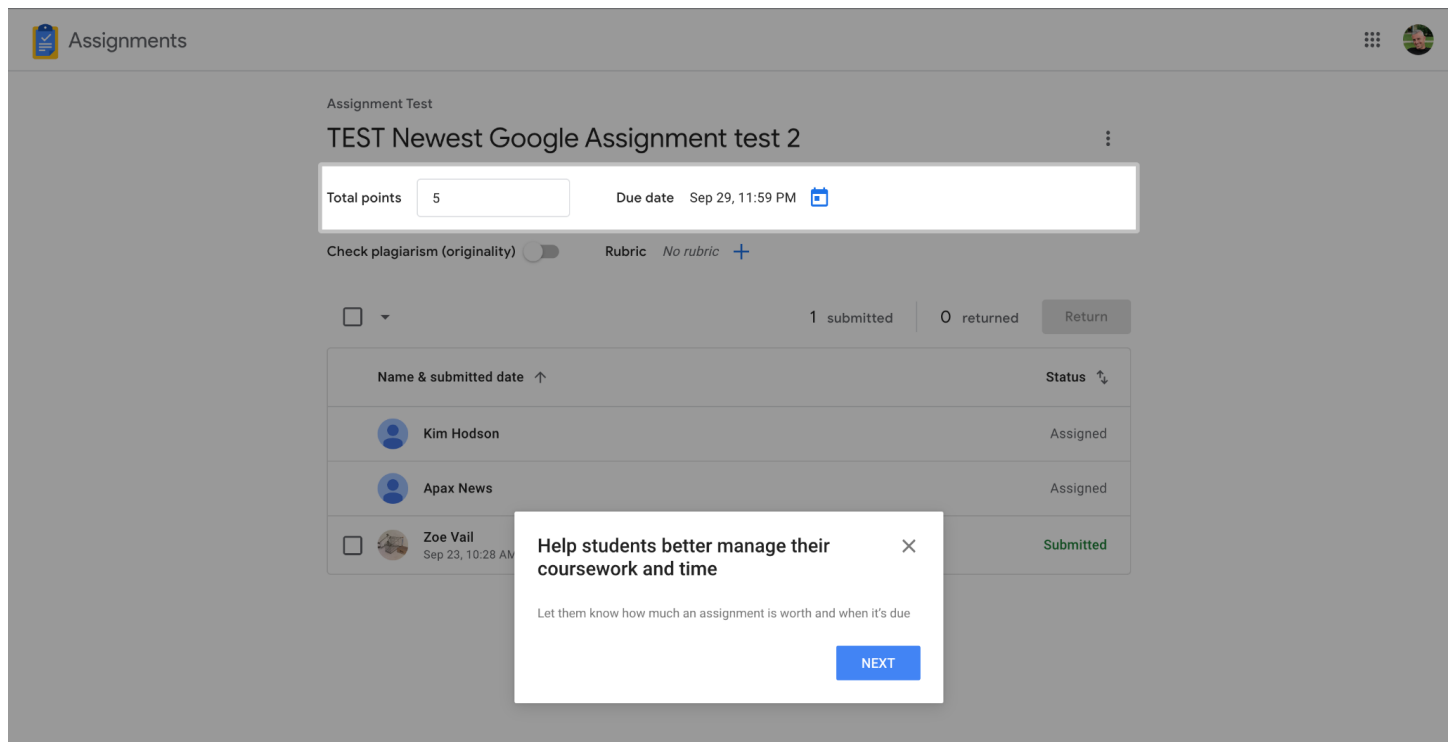 Assignments
Assignment Test
TEST Newest Google Assignment test 2
Total points 5 Due date Sep 29, 11:59 PM
Check plagiarism (originality) Rubric No rubric
1 submitted 0 returned Return
Name & submitted date Status
Kim Hodson Assigned
Apax News Assigned
Zoe Vail
Sep 23, 10:28 AM
Submitted
Help students better manage their
coursework and time
Let them know how much an assignment is worth and when it's due
NEXT